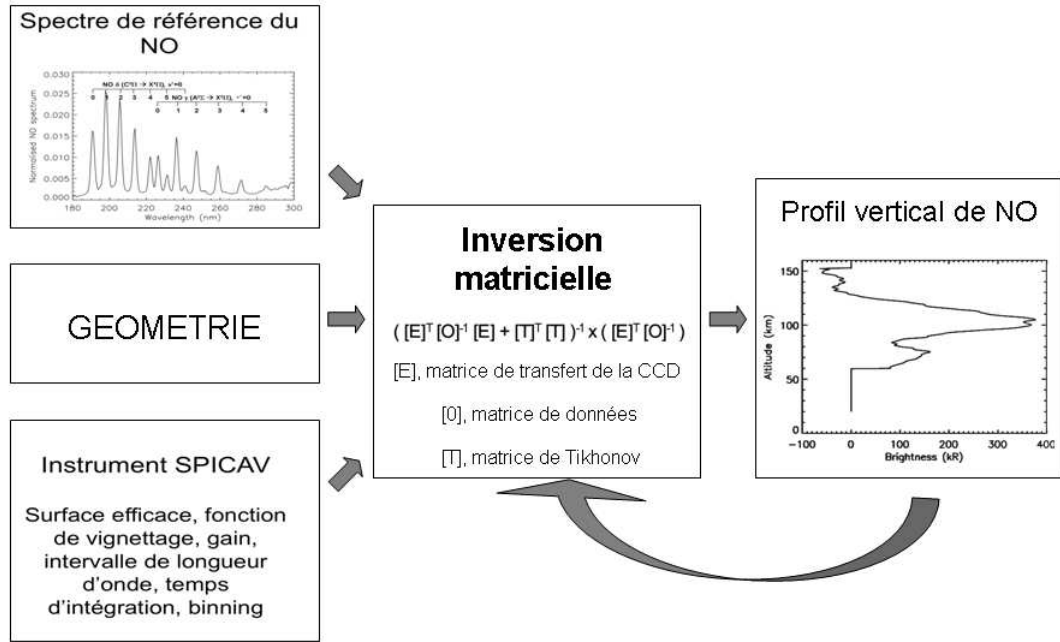 Spectre de référence du
NO
0.030
0.025
0.020
0.015
0.010
0.005
0.000
Normalised NO spectrum
NO δ (C²Π → X²Π), v'=0
0 1 2 3 4 5
NO γ (A²Σ → X²Π), v'=0
0 1 2 3 4 5
180 200 220 240 260 280 300
Wavelength (nm)
GEOMETRIE
Instrument SPICAV
Surface efficace, fonction
de vignettage, gain,
intervalle de longueur
d'onde, temps
d'intégration, binning
Inversion
matricielle
( [E]ᵀ [O]⁻¹ [E] + [T]ᵀ [T] )⁻¹ x ( [E]ᵀ [O]⁻¹ )
[E], matrice de transfert de la CCD
[0], matrice de données
[T], matrice de Tikhonov
Profil vertical de NO
150
100
50
0
Altitude (km)
-100 0 100 200 300 400
Brightness (kR)